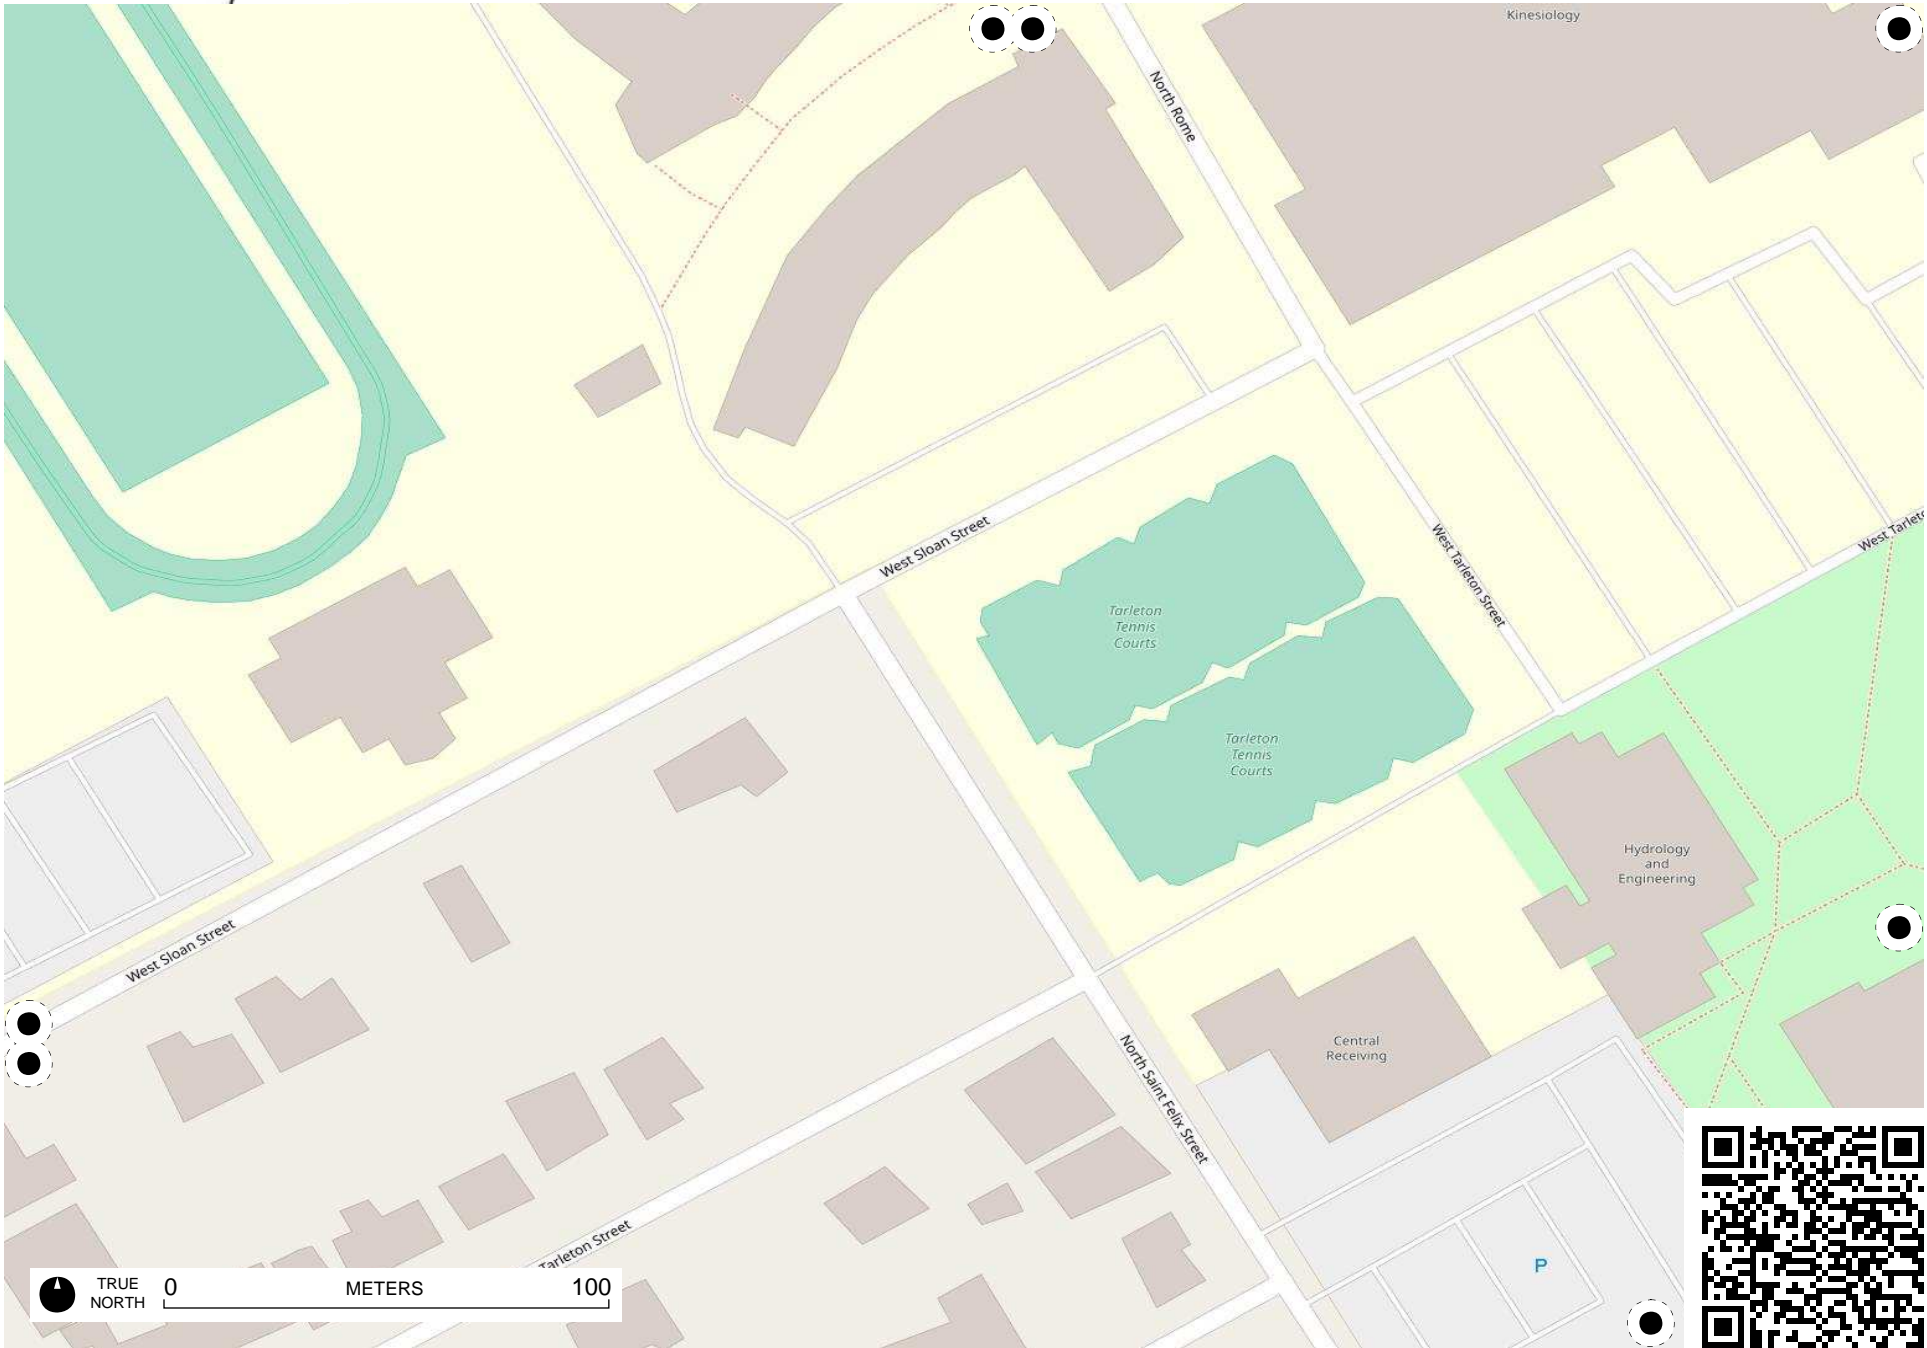 Kinesiology
North Rome
West Sloan Street
West Tarleton Street
Tarleton
Tennis
Courts
Tarleton
Tennis
Courts
Hydrology
and
Engineering
West Sloan Street
Central
Receiving
North Saint Felix Street
Tarleton Street
P
TRUE
NORTH
0 METERS 100